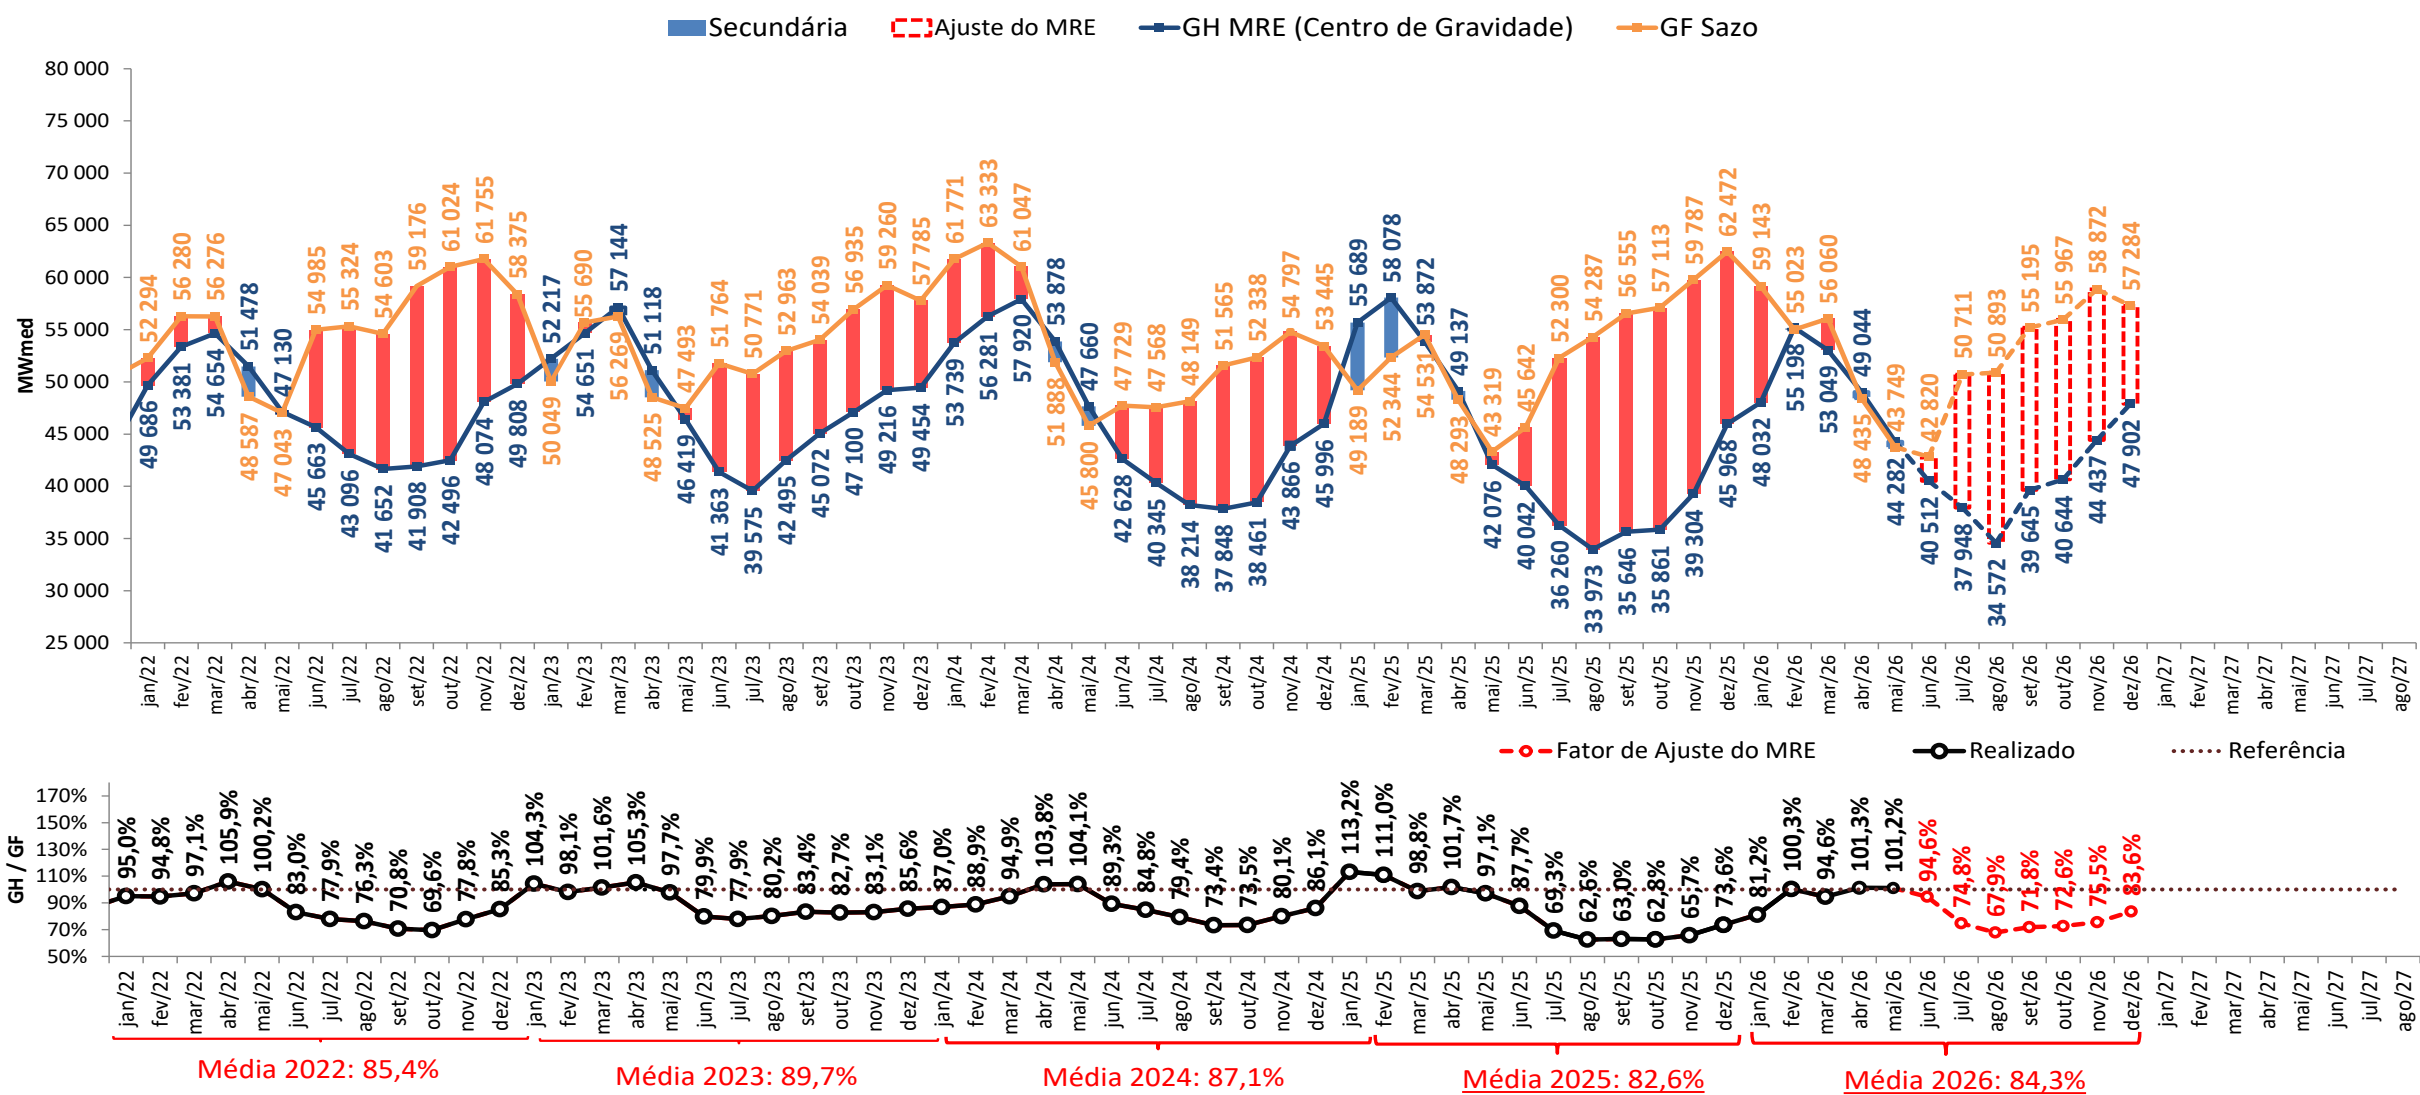 Secundária Ajuste do MRE GH MRE (Centro de Gravidade) GF Sazo
MWmed
80 000
75 000
70 000
65 000
60 000
55 000
50 000
45 000
40 000
35 000
30 000
25 000
52 294 56 280 56 276 48 587 47 043 54 985 55 324 54 603 59 176 61 024 61 755 58 375 50 049 55 690 56 269 48 525 47 493 51 764 50 771 52 963 54 039 56 935 59 260 57 785 61 771 63 333 61 047 51 888 45 800 47 729 47 568 48 149 51 565 52 338 54 797 53 445 49 189 52 344 54 531 48 293 43 319 45 642 52 300 54 287 56 555 57 113 59 787 62 472 59 143 55 023 56 060 48 435 43 749 42 820 50 711 50 893 55 195 55 967 58 872 57 284
49 686 53 381 54 654 51 478 47 130 45 663 43 096 41 652 41 908 42 496 48 074 49 808 52 217 54 651 57 144 51 118 46 419 41 363 39 575 42 495 45 072 47 100 49 216 49 454 53 739 56 281 57 920 53 878 47 660 42 628 40 345 38 214 37 848 38 461 43 866 45 996 55 689 58 078 53 872 49 137 42 076 40 042 36 260 33 973 35 646 35 861 39 304 45 968 48 032 55 198 53 049 49 044 44 282 40 512 37 948 34 572 39 645 40 644 44 437 47 902
jan/22 fev/22 mar/22 abr/22 mai/22 jun/22 jul/22 ago/22 set/22 out/22 nov/22 dez/22 jan/23 fev/23 mar/23 abr/23 mai/23 jun/23 jul/23 ago/23 set/23 out/23 nov/23 dez/23 jan/24 fev/24 mar/24 abr/24 mai/24 jun/24 jul/24 ago/24 set/24 out/24 nov/24 dez/24 jan/25 fev/25 mar/25 abr/25 mai/25 jun/25 jul/25 ago/25 set/25 out/25 nov/25 dez/25 jan/26 fev/26 mar/26 abr/26 mai/26 jun/26 jul/26 ago/26 set/26 out/26 nov/26 dez/26 jan/27 fev/27 mar/27 abr/27 mai/27 jun/27 jul/27 ago/27
Fator de Ajuste do MRE Realizado Referência
GH / GF
170%
150%
130%
110%
90%
70%
50%
95,0% 94,8% 97,1% 105,9% 100,2% 83,0% 77,9% 76,3% 70,8% 69,6% 77,8% 85,3% 104,3% 98,1% 101,6% 105,3% 97,7% 79,9% 77,9% 80,2% 83,4% 82,7% 83,1% 85,6% 87,0% 88,9% 94,9% 103,8% 104,1% 89,3% 84,8% 79,4% 73,4% 73,5% 80,1% 86,1% 113,2% 111,0% 98,8% 101,7% 97,1% 87,7% 69,3% 62,6% 63,0% 62,8% 65,7% 73,6% 81,2% 100,3% 94,6% 101,3% 101,2% 94,6% 74,8% 67,9% 71,8% 72,6% 75,5% 83,6%
jan/22 fev/22 mar/22 abr/22 mai/22 jun/22 jul/22 ago/22 set/22 out/22 nov/22 dez/22 jan/23 fev/23 mar/23 abr/23 mai/23 jun/23 jul/23 ago/23 set/23 out/23 nov/23 dez/23 jan/24 fev/24 mar/24 abr/24 mai/24 jun/24 jul/24 ago/24 set/24 out/24 nov/24 dez/24 jan/25 fev/25 mar/25 abr/25 mai/25 jun/25 jul/25 ago/25 set/25 out/25 nov/25 dez/25 jan/26 fev/26 mar/26 abr/26 mai/26 jun/26 jul/26 ago/26 set/26 out/26 nov/26 dez/26 jan/27 fev/27 mar/27 abr/27 mai/27 jun/27 jul/27 ago/27
Média 2022: 85,4% Média 2023: 89,7% Média 2024: 87,1% Média 2025: 82,6% Média 2026: 84,3%